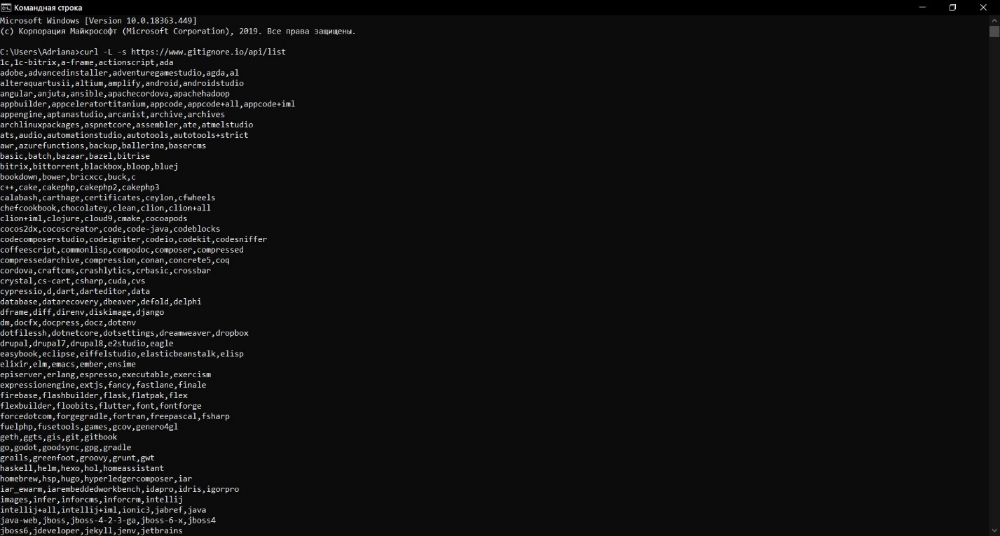 Командная строка
Microsoft Windows [Version 10.0.18363.449]
(c) Корпорация Майкрософт (Microsoft Corporation), 2019. Все права защищены.
C:\Users\Adriana>curl -L -s https://www.gitignore.io/api/list
1c,1c-bitrix,a-frame,actionscript,ada
adobe,advancedinstaller,adventuregamestudio,agda,al
alteraquartusii,altium,amplify,android,androidstudio
angular,anjuta,ansible,apachecordova,apachehadoop
appbuilder,appceleratortitanium,appcode,appcode+all,appcode+iml
appengine,aptanastudio,arcanist,archive,archives
archlinuxpackages,aspnetcore,assembler,ate,atmelstudio
ats,audio,automationstudio,autotools,autotools+strict
awr,azurefunctions,backup,ballerina,basercms
basic,batch,bazaar,bazel,bitrise
bitrix,bittorrent,blackbox,bloop,bluej
bookdown,bower,bricxcc,buck,c
c++,cake,cakephp,cakephp2,cakephp3
calabash,carthage,certificates,ceylon,cfwheels
chefcookbook,chocolatey,clean,clion,clion+all
clion+iml,clojure,cloud9,cmake,cocoapods
cocos2dx,cocoscreator,code,code-java,codeblocks
codecomposerstudio,codeigniter,codeio,codekit,codesniffer
coffeescript,commonlisp,compodoc,composer,compressed
compressedarchive,compression,conan,concrete5,coq
cordova,craftcms,crashlytics,crbasic,crossbar
crystal,cs-cart,csharp,cuda,cvs
cypressio,d,dart,darteditor,data
database,datarecovery,dbeaver,defold,delphi
dframe,diff,direnv,diskimage,django
dm,docfx,docpress,docz,dotenv
dotfilessh,dotnetcore,dotsettings,dreamweaver,dropbox
drupal,drupal7,drupal8,e2studio,eagle
easybook,eclipse,eiffelstudio,elasticbeanstalk,elisp
elixir,elm,emacs,ember,ensime
episerver,erlang,espresso,executable,exercism
expressionengine,extjs,fancy,fastlane,finale
firebase,flashbuilder,flask,flatpak,flex
flexbuilder,floobits,flutter,font,fontforge
forcedotcom,forgegradle,fortran,freepascal,fsharp
fuelphp,fusetools,games,gcov,genero4gl
geth,ggts,gis,git,gitbook
go,godot,goodsync,gpg,gradle
grails,greenfoot,groovy,grunt,gwt
haskell,helm,hexo,hol,homeassistant
homebrew,hsp,hugo,hyperledgercomposer,iar
iar_ewarm,iarembeddedworkbench,idapro,idris,igorpro
images,infer,inforcms,inforcrm,intellij
intellij+all,intellij+iml,ionic3,jabref,java
java-web,jboss,jboss-4-2-3-ga,jboss-6-x,jboss4
jboss6,jdeveloper,jekyll,jenv,jetbrains